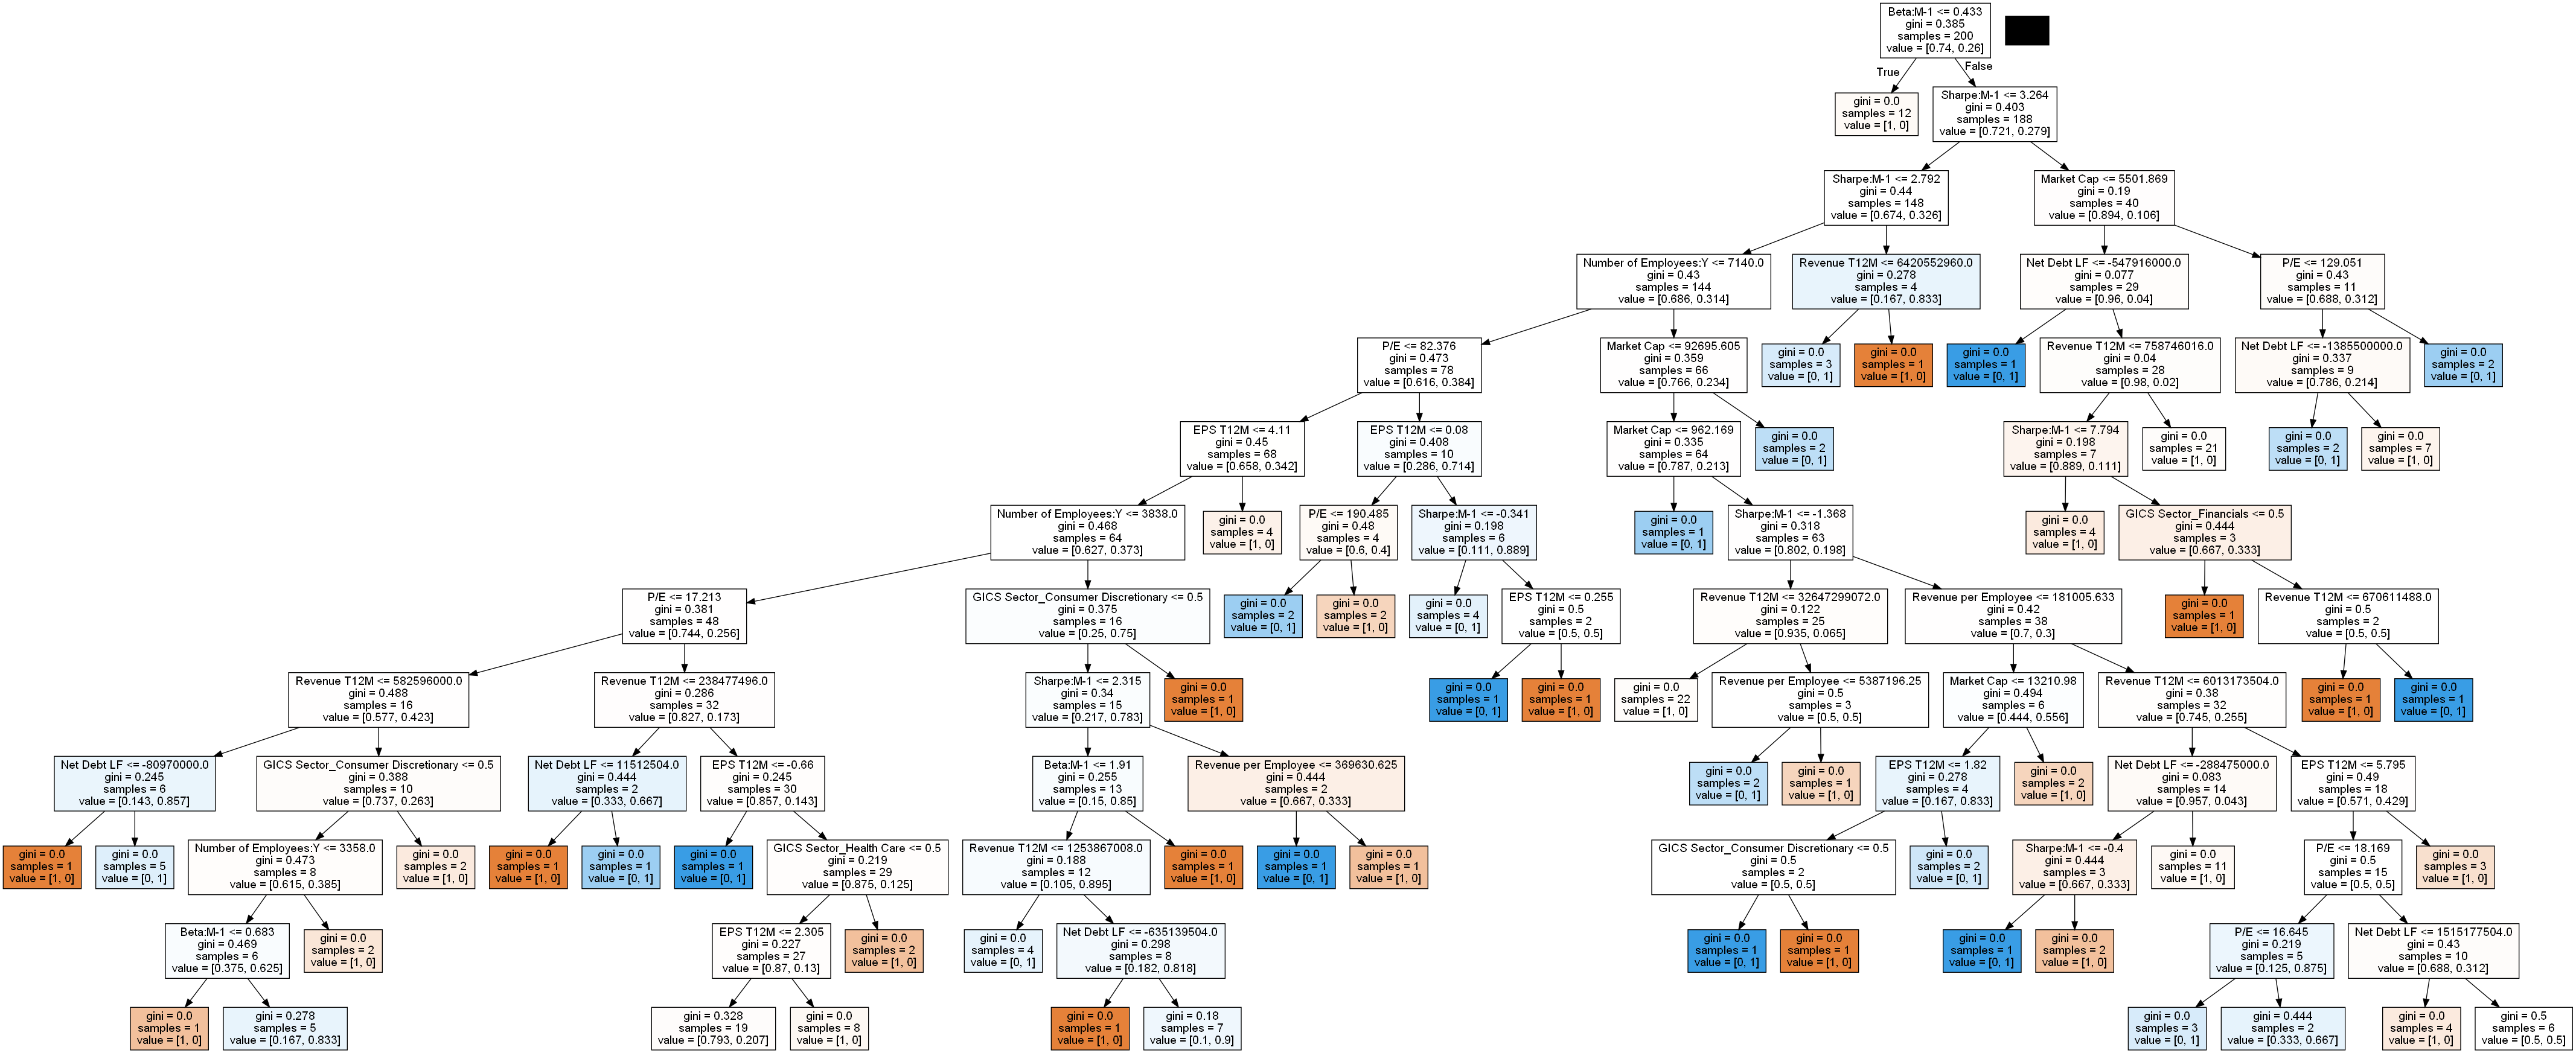 Beta:M-1 <= 0.433
gini = 0.385
samples = 200
value = [0.74, 0.26]
True
False
gini = 0.0
samples = 12
value = [1, 0]
Sharpe:M-1 <= 3.264
gini = 0.403
samples = 188
value = [0.721, 0.279]
Sharpe:M-1 <= 2.792
gini = 0.44
samples = 148
value = [0.674, 0.326]
Market Cap <= 5501.869
gini = 0.19
samples = 40
value = [0.894, 0.106]
Number of Employees:Y <= 7140.0
gini = 0.43
samples = 144
value = [0.686, 0.314]
Revenue T12M <= 6420552960.0
gini = 0.278
samples = 4
value = [0.167, 0.833]
Net Debt LF <= -547916000.0
gini = 0.077
samples = 29
value = [0.96, 0.04]
P/E <= 129.051
gini = 0.43
samples = 11
value = [0.688, 0.312]
P/E <= 82.376
gini = 0.473
samples = 78
value = [0.616, 0.384]
Market Cap <= 92695.605
gini = 0.359
samples = 66
value = [0.766, 0.234]
gini = 0.0
samples = 3
value = [0, 1]
gini = 0.0
samples = 1
value = [1, 0]
gini = 0.0
samples = 1
value = [0, 1]
Revenue T12M <= 758746016.0
gini = 0.04
samples = 28
value = [0.98, 0.02]
Net Debt LF <= -1385500000.0
gini = 0.337
samples = 9
value = [0.786, 0.214]
gini = 0.0
samples = 2
value = [0, 1]
EPS T12M <= 4.11
gini = 0.45
samples = 68
value = [0.658, 0.342]
EPS T12M <= 0.08
gini = 0.408
samples = 10
value = [0.286, 0.714]
Market Cap <= 962.169
gini = 0.335
samples = 64
value = [0.787, 0.213]
gini = 0.0
samples = 2
value = [0, 1]
Sharpe:M-1 <= 7.794
gini = 0.198
samples = 7
value = [0.889, 0.111]
gini = 0.0
samples = 21
value = [1, 0]
gini = 0.0
samples = 2
value = [0, 1]
gini = 0.0
samples = 7
value = [1, 0]
Number of Employees:Y <= 3838.0
gini = 0.468
samples = 64
value = [0.627, 0.373]
gini = 0.0
samples = 4
value = [1, 0]
P/E <= 190.485
gini = 0.48
samples = 4
value = [0.6, 0.4]
Sharpe:M-1 <= -0.341
gini = 0.198
samples = 6
value = [0.111, 0.889]
gini = 0.0
samples = 1
value = [0, 1]
Sharpe:M-1 <= -1.368
gini = 0.318
samples = 63
value = [0.802, 0.198]
gini = 0.0
samples = 4
value = [1, 0]
GICS Sector_Financials <= 0.5
gini = 0.444
samples = 3
value = [0.667, 0.333]
P/E <= 17.213
gini = 0.381
samples = 48
value = [0.744, 0.256]
GICS Sector_Consumer Discretionary <= 0.5
gini = 0.375
samples = 16
value = [0.25, 0.75]
gini = 0.0
samples = 2
value = [0, 1]
gini = 0.0
samples = 2
value = [1, 0]
gini = 0.0
samples = 4
value = [0, 1]
EPS T12M <= 0.255
gini = 0.5
samples = 2
value = [0.5, 0.5]
Revenue T12M <= 32647299072.0
gini = 0.122
samples = 25
value = [0.935, 0.065]
Revenue per Employee <= 181005.633
gini = 0.42
samples = 38
value = [0.7, 0.3]
gini = 0.0
samples = 1
value = [1, 0]
Revenue T12M <= 670611488.0
gini = 0.5
samples = 2
value = [0.5, 0.5]
Revenue T12M <= 582596000.0
gini = 0.488
samples = 16
value = [0.577, 0.423]
Revenue T12M <= 238477496.0
gini = 0.286
samples = 32
value = [0.827, 0.173]
Sharpe:M-1 <= 2.315
gini = 0.34
samples = 15
value = [0.217, 0.783]
gini = 0.0
samples = 1
value = [1, 0]
gini = 0.0
samples = 1
value = [0, 1]
gini = 0.0
samples = 1
value = [1, 0]
gini = 0.0
samples = 22
value = [1, 0]
Revenue per Employee <= 5387196.25
gini = 0.5
samples = 3
value = [0.5, 0.5]
Market Cap <= 13210.98
gini = 0.494
samples = 6
value = [0.444, 0.556]
Revenue T12M <= 6013173504.0
gini = 0.38
samples = 32
value = [0.745, 0.255]
gini = 0.0
samples = 1
value = [1, 0]
gini = 0.0
samples = 1
value = [0, 1]
Net Debt LF <= -80970000.0
gini = 0.245
samples = 6
value = [0.143, 0.857]
GICS Sector_Consumer Discretionary <= 0.5
gini = 0.388
samples = 10
value = [0.737, 0.263]
Net Debt LF <= 11512504.0
gini = 0.444
samples = 2
value = [0.333, 0.667]
EPS T12M <= -0.66
gini = 0.245
samples = 30
value = [0.857, 0.143]
Beta:M-1 <= 1.91
gini = 0.255
samples = 13
value = [0.15, 0.85]
Revenue per Employee <= 369630.625
gini = 0.444
samples = 2
value = [0.667, 0.333]
gini = 0.0
samples = 2
value = [0, 1]
gini = 0.0
samples = 1
value = [1, 0]
EPS T12M <= 1.82
gini = 0.278
samples = 4
value = [0.167, 0.833]
gini = 0.0
samples = 2
value = [1, 0]
Net Debt LF <= -288475000.0
gini = 0.083
samples = 14
value = [0.957, 0.043]
EPS T12M <= 5.795
gini = 0.49
samples = 18
value = [0.571, 0.429]
gini = 0.0
samples = 1
value = [1, 0]
gini = 0.0
samples = 5
value = [0, 1]
Number of Employees:Y <= 3358.0
gini = 0.473
samples = 8
value = [0.615, 0.385]
gini = 0.0
samples = 2
value = [1, 0]
gini = 0.0
samples = 1
value = [1, 0]
gini = 0.0
samples = 1
value = [0, 1]
gini = 0.0
samples = 1
value = [0, 1]
GICS Sector_Health Care <= 0.5
gini = 0.219
samples = 29
value = [0.875, 0.125]
Revenue T12M <= 1253867008.0
gini = 0.188
samples = 12
value = [0.105, 0.895]
gini = 0.0
samples = 1
value = [1, 0]
gini = 0.0
samples = 1
value = [0, 1]
gini = 0.0
samples = 1
value = [1, 0]
GICS Sector_Consumer Discretionary <= 0.5
gini = 0.5
samples = 2
value = [0.5, 0.5]
gini = 0.0
samples = 2
value = [0, 1]
Sharpe:M-1 <= -0.4
gini = 0.444
samples = 3
value = [0.667, 0.333]
gini = 0.0
samples = 11
value = [1, 0]
P/E <= 18.169
gini = 0.5
samples = 15
value = [0.5, 0.5]
gini = 0.0
samples = 3
value = [1, 0]
Beta:M-1 <= 0.683
gini = 0.469
samples = 6
value = [0.375, 0.625]
gini = 0.0
samples = 2
value = [1, 0]
EPS T12M <= 2.305
gini = 0.227
samples = 27
value = [0.87, 0.13]
gini = 0.0
samples = 2
value = [1, 0]
gini = 0.0
samples = 4
value = [0, 1]
Net Debt LF <= -635139504.0
gini = 0.298
samples = 8
value = [0.182, 0.818]
gini = 0.0
samples = 1
value = [0, 1]
gini = 0.0
samples = 1
value = [1, 0]
gini = 0.0
samples = 1
value = [0, 1]
gini = 0.0
samples = 2
value = [1, 0]
P/E <= 16.645
gini = 0.219
samples = 5
value = [0.125, 0.875]
Net Debt LF <= 1515177504.0
gini = 0.43
samples = 10
value = [0.688, 0.312]
gini = 0.0
samples = 1
value = [1, 0]
gini = 0.278
samples = 5
value = [0.167, 0.833]
gini = 0.328
samples = 19
value = [0.793, 0.207]
gini = 0.0
samples = 8
value = [1, 0]
gini = 0.0
samples = 1
value = [1, 0]
gini = 0.18
samples = 7
value = [0.1, 0.9]
gini = 0.0
samples = 3
value = [0, 1]
gini = 0.444
samples = 2
value = [0.333, 0.667]
gini = 0.0
samples = 4
value = [1, 0]
gini = 0.5
samples = 6
value = [0.5, 0.5]